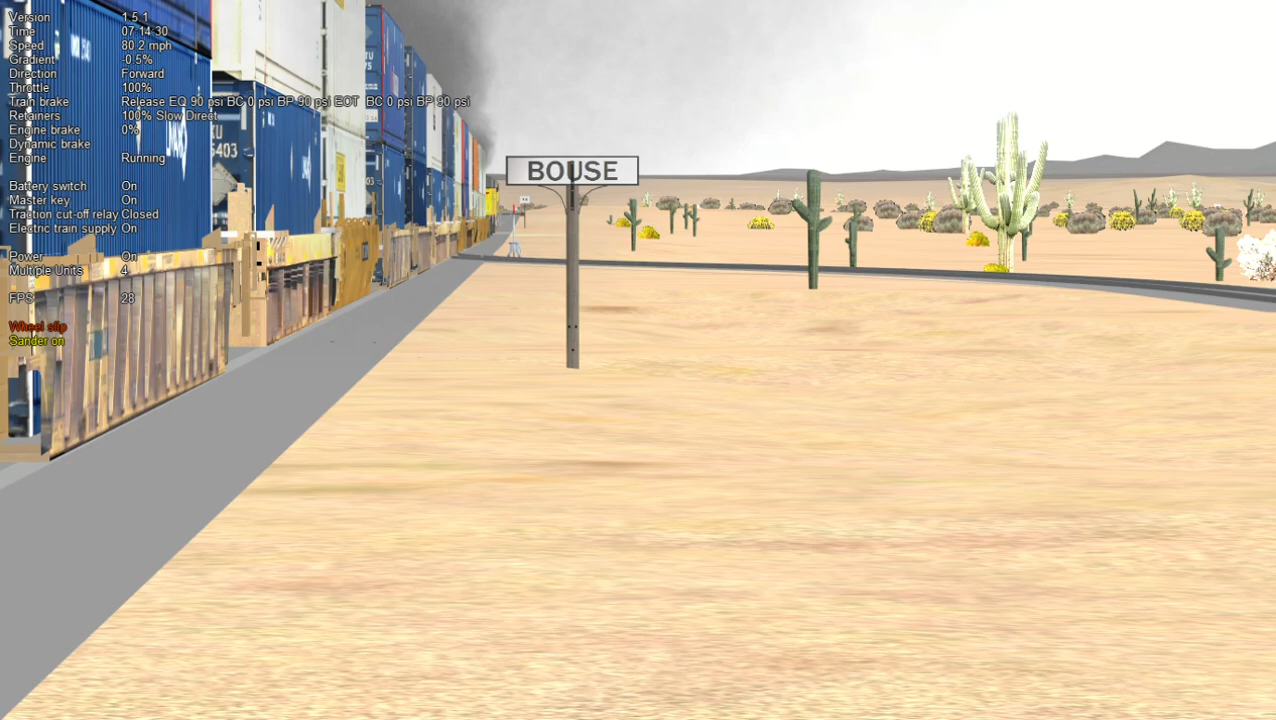 Version 1.5.1
Time 07:14:30
Speed 80.2 mph
Gradient -0.5%
Direction Forward
Throttle 100%
Train brake Release EQ 90 psi BC 0 psi BP 90 psi EOT BC 0 psi BP 90 psi
Retainers 100% Slow Direct
Engine brake 0%
Dynamic brake
Engine Running
Battery switch On
Master key On
Traction cut-off relay Closed
Electric train supply On
Power On
Multiple Units 4
FPS 28
Wheel slip
Sander on
BOUSE
5403